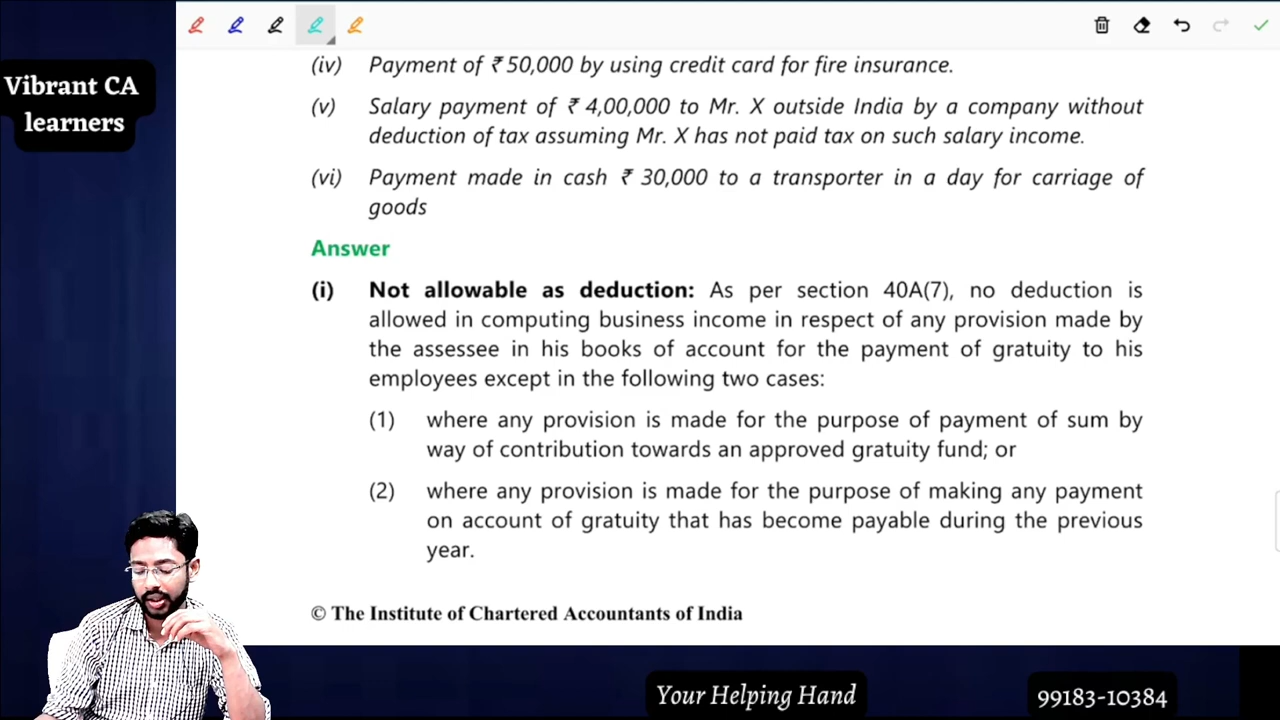 Vibrant CA
learners
(iv) Payment of ₹ 50,000 by using credit card for fire insurance.
(v) Salary payment of ₹ 4,00,000 to Mr. X outside India by a company without
deduction of tax assuming Mr. X has not paid tax on such salary income.
(vi) Payment made in cash ₹ 30,000 to a transporter in a day for carriage of
goods
Answer
(i) Not allowable as deduction: As per section 40A(7), no deduction is
allowed in computing business income in respect of any provision made by
the assessee in his books of account for the payment of gratuity to his
employees except in the following two cases:
(1) where any provision is made for the purpose of payment of sum by
way of contribution towards an approved gratuity fund; or
(2) where any provision is made for the purpose of making any payment
on account of gratuity that has become payable during the previous
year.
© The Institute of Chartered Accountants of India
Your Helping Hand
99183-10384